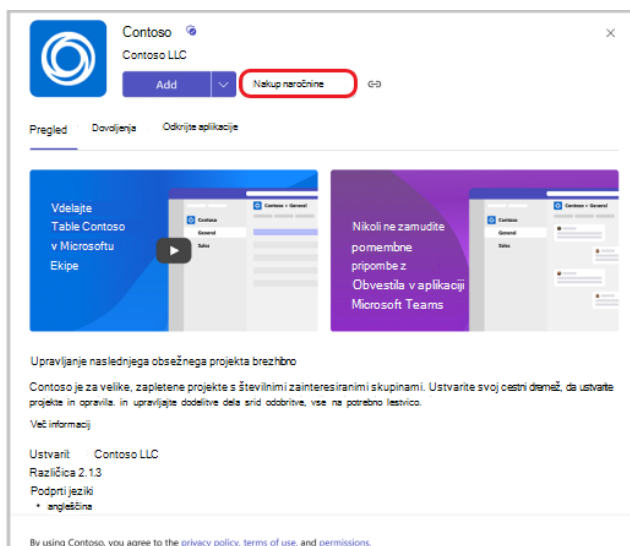 Contoso
Contoso LLC
Add
Nakup naročnine
Pregled Dovoljenja Odkrijte aplikacije
Vdelajte
Table Contoso
v Microsoftu
Ekipe
Contoso
General
Sales
Contoso > General
Nikoli ne zamudite
pomembne
pripombe z
Obvestila v aplikaciji
Microsoft Teams
Contoso
General
Sales
Contoso > General
Upravljanje naslednjega obsežnega projekta brezhibno
Contoso je za velike, zapletene projekte s številnimi zainteresiranimi skupinami. Ustvarite svoj cestni dremež, da ustvarite
projekte in opravila. in upravljajte dodelitve dela srid odobritve, vse na potrebno lestvico.
Več informacij
Ustvaril: Contoso LLC
Različica 2.1.3
Podprti jeziki
• angleščina
By using Contoso, you agree to the privacy policy, terms of use, and permissions.